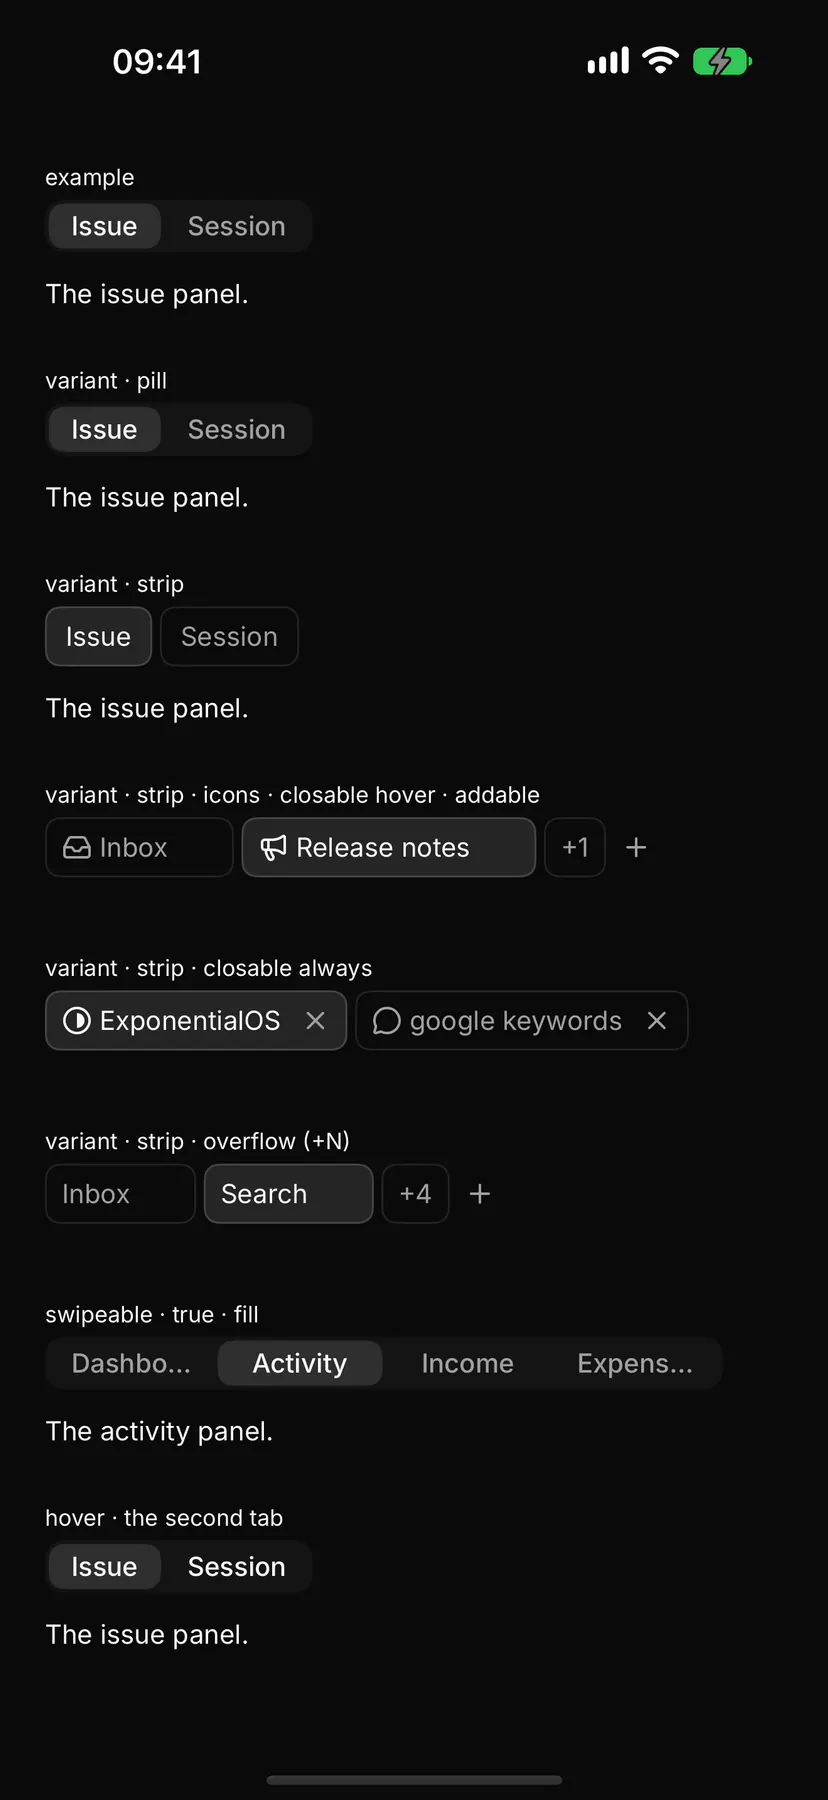 09:41
example
Issue Session
The issue panel.
variant · pill
Issue Session
The issue panel.
variant · strip
Issue Session
The issue panel.
variant · strip · icons · closable hover · addable
Inbox Release notes +1 +
variant · strip · closable always
ExponentialOS × google keywords ×
variant · strip · overflow (+N)
Inbox Search +4 +
swipeable · true · fill
Dashbo... Activity Income Expens...
The activity panel.
hover · the second tab
Issue Session
The issue panel.